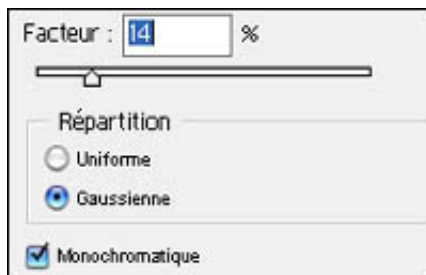 Facteur : 14 %
Répartition
Uniforme
Gaussienne
Monochromatique